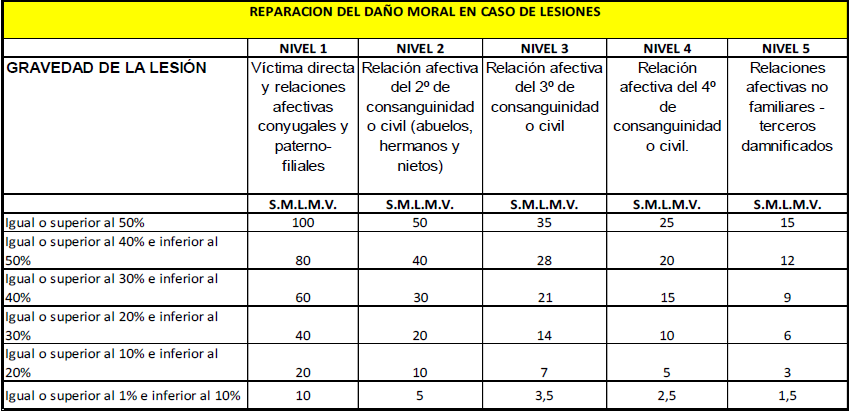 REPARACION DEL DAÑO MORAL EN CASO DE LESIONES
NIVEL 1 NIVEL 2 NIVEL 3 NIVEL 4 NIVEL 5
GRAVEDAD DE LA LESIÓN
Víctima directa
y relaciones
afectivas
conyugales y
paterno-
filiales
Relación afectiva
del 2º de
consanguinidad
o civil (abuelos,
hermanos y
nietos)
Relación afectiva
del 3º de
consanguinidad
o civil
Relación
afectiva del 4º
de
consanguinidad
o civil.
Relaciones
afectivas no
familiares -
terceros
damnificados
S.M.L.M.V. S.M.L.M.V. S.M.L.M.V. S.M.L.M.V. S.M.L.M.V.
Igual o superior al 50% 100 50 35 25 15
Igual o superior al 40% e inferior al
50% 80 40 28 20 12
Igual o superior al 30% e inferior al
40% 60 30 21 15 9
Igual o superior al 20% e inferior al
30% 40 20 14 10 6
Igual o superior al 10% e inferior al
20% 20 10 7 5 3
Igual o superior al 1% e inferior al 10% 10 5 3,5 2,5 1,5